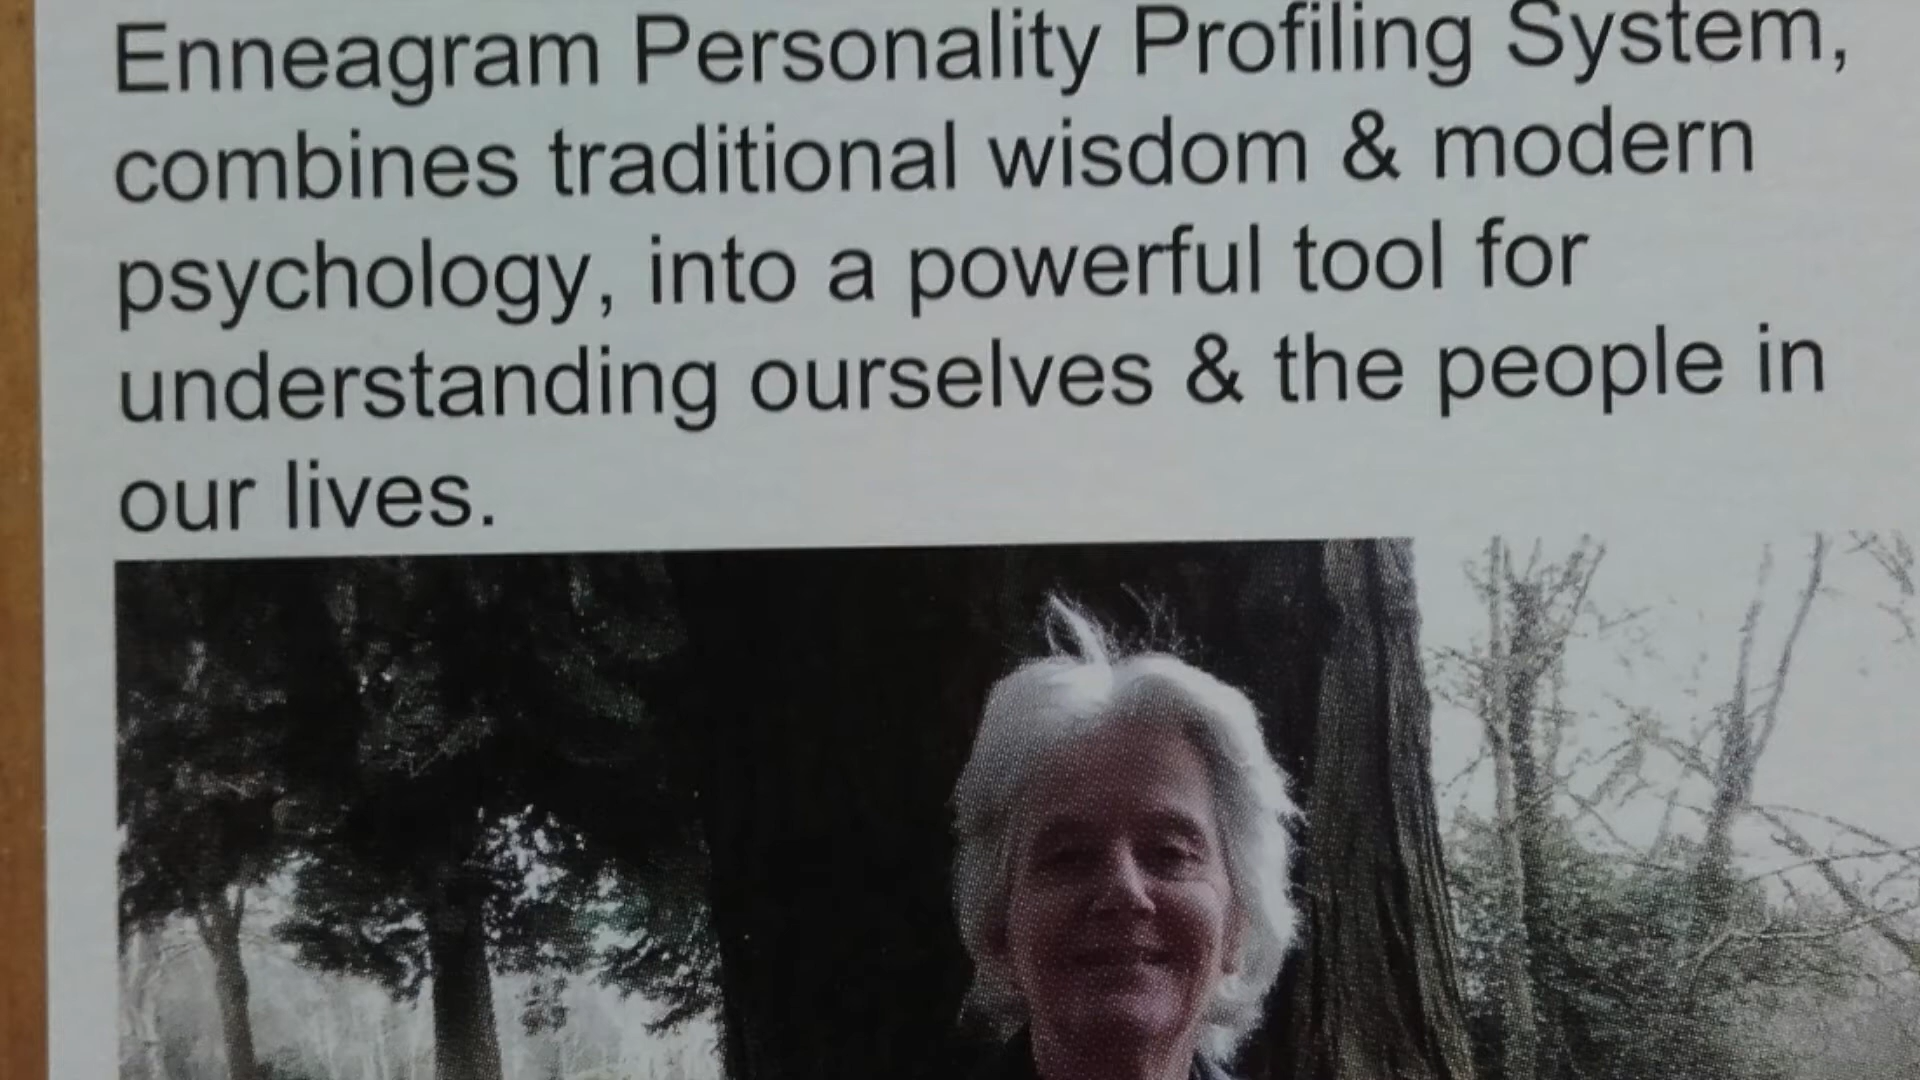 Enneagram Personality Profiling System,
combines traditional wisdom & modern
psychology, into a powerful tool for
understanding ourselves & the people in
our lives.